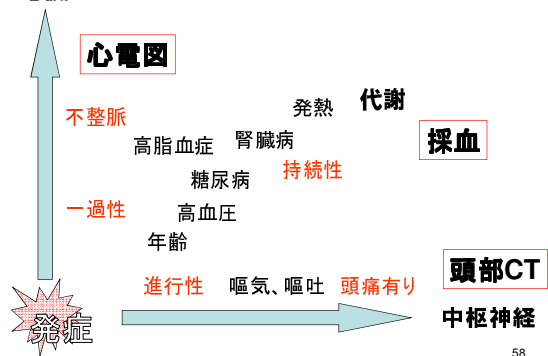 心電図
発熱 代謝
不整脈
高脂血症 腎臓病
採血
糖尿病 持続性
一過性 高血圧
年齢
頭部CT
進行性 嘔気、嘔吐 頭痛有り
発症
中枢神経
58